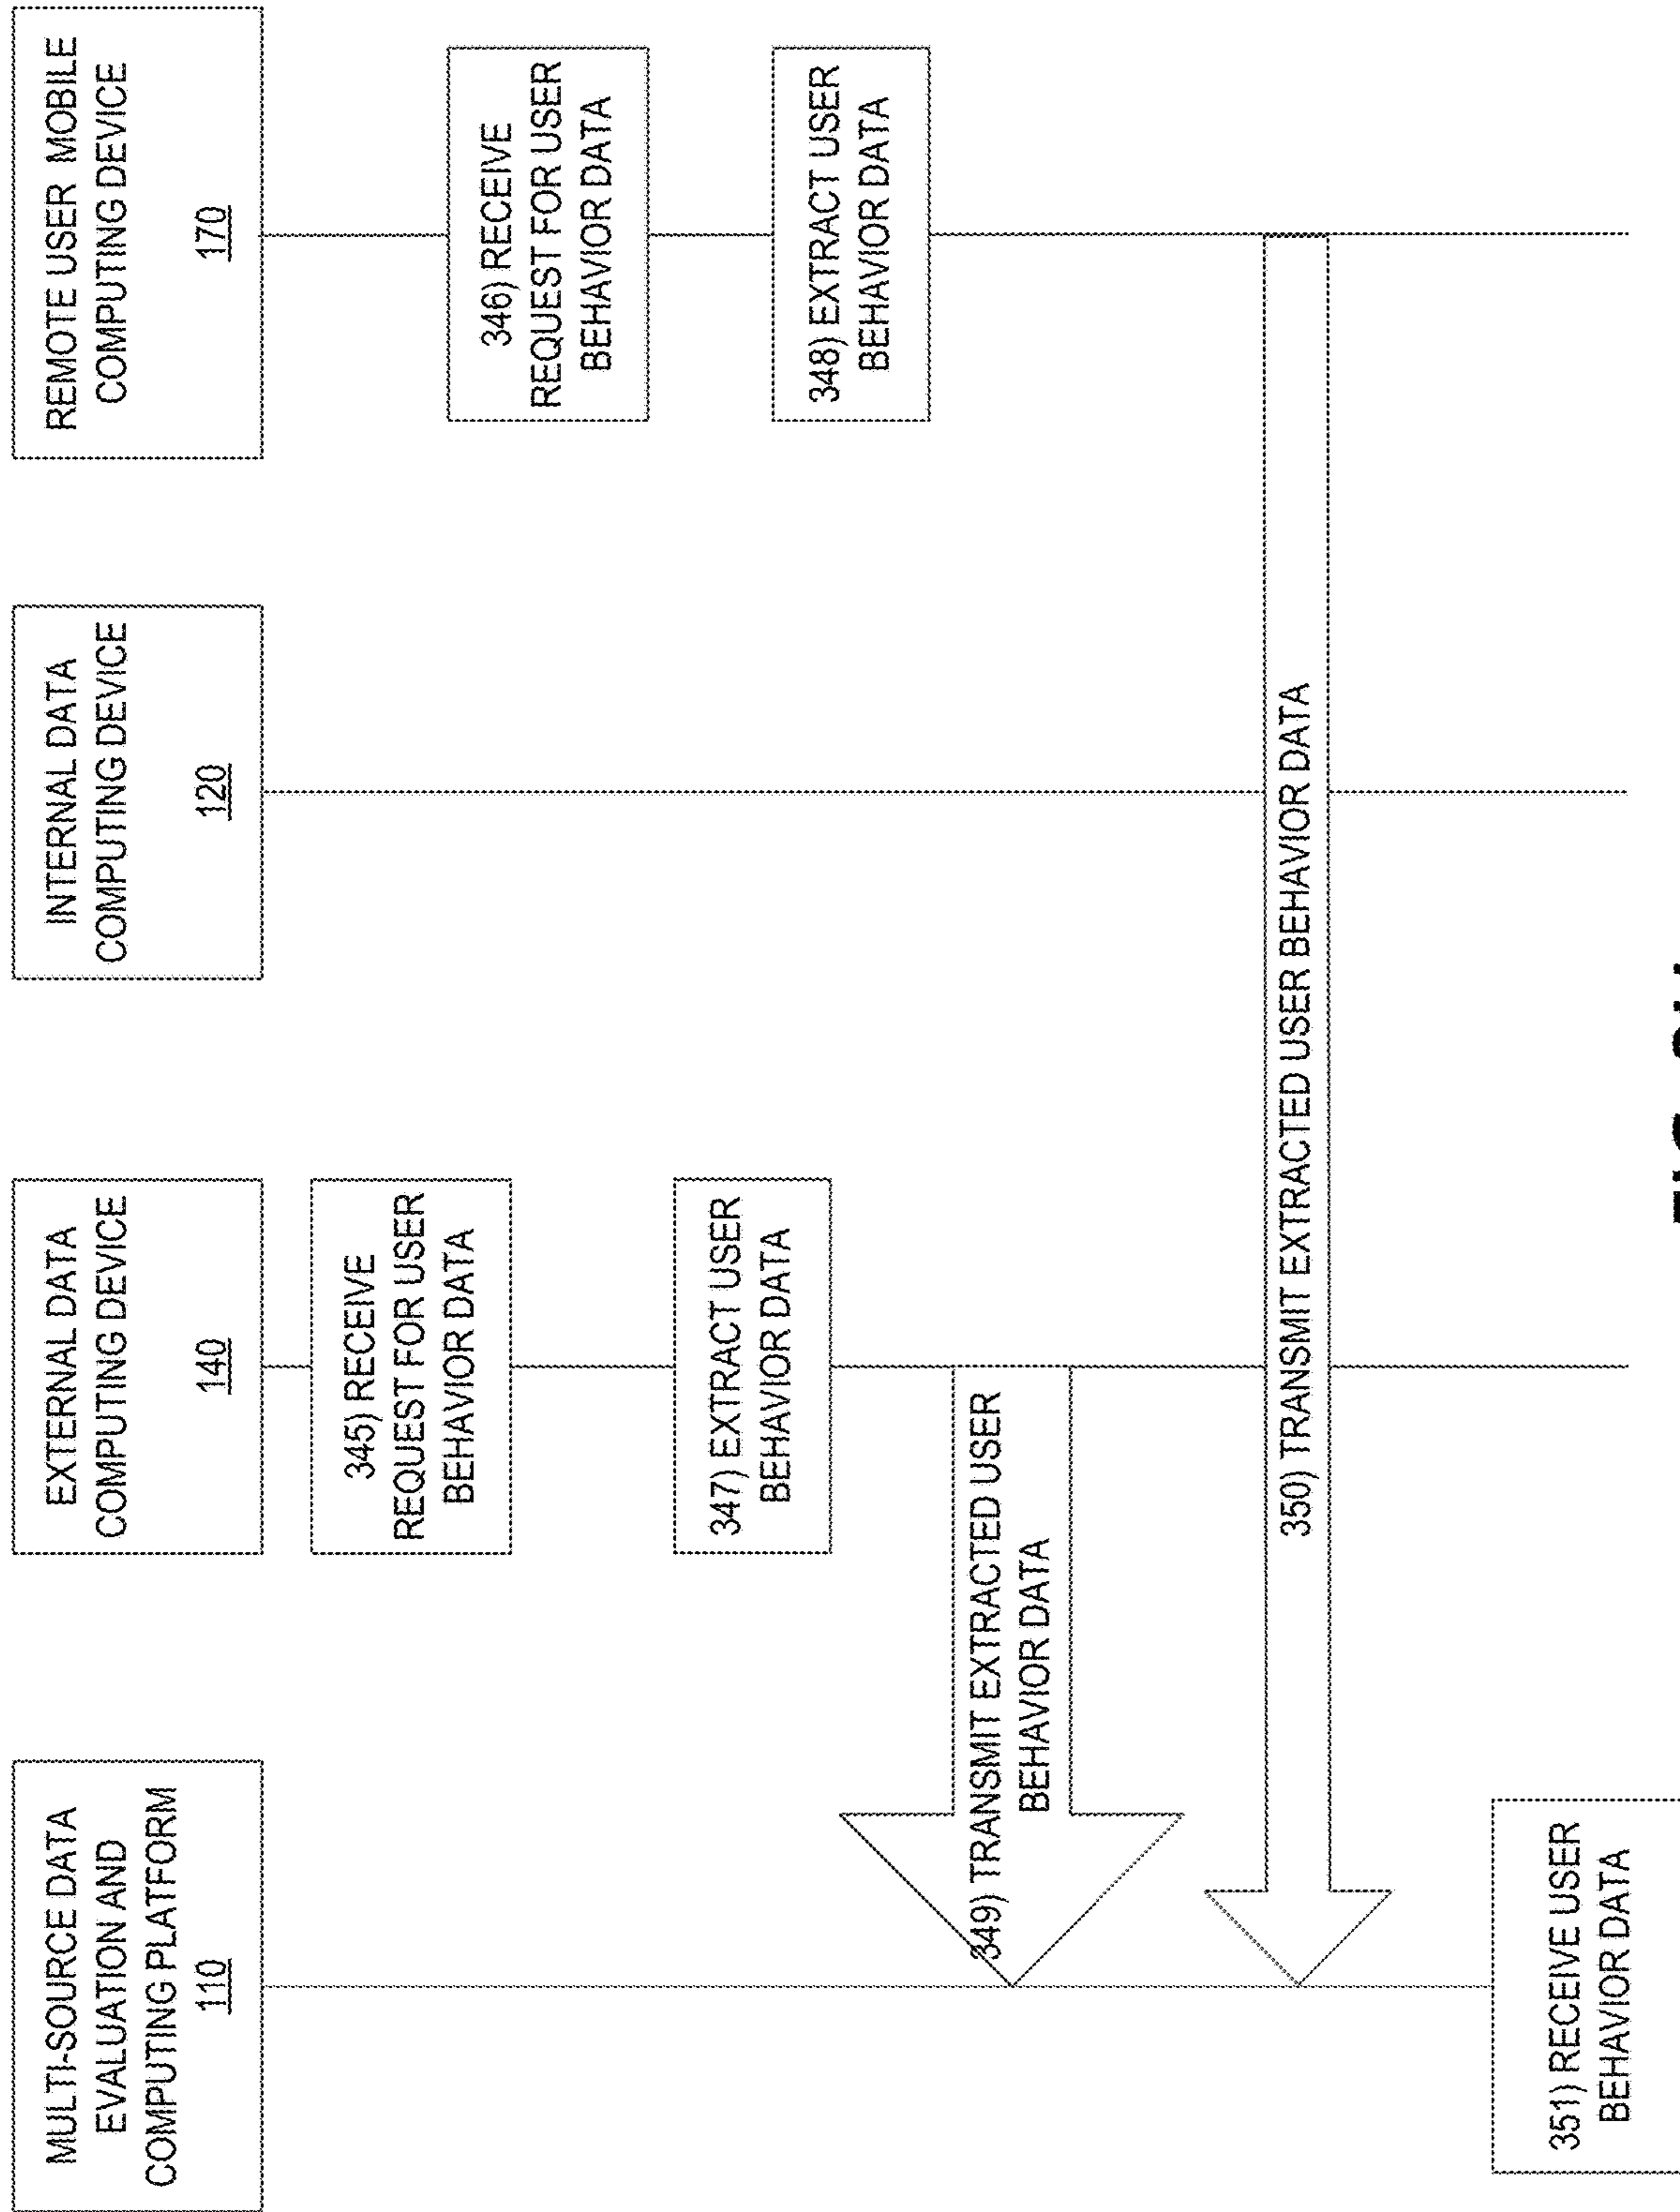 MULTI-SOURCE DATA
EVALUATION AND
COMPUTING PLATFORM
110
EXTERNAL DATA
COMPUTING DEVICE
140
INTERNAL DATA
COMPUTING DEVICE
120
REMOTE USER MOBILE
COMPUTING DEVICE
170
345) RECEIVE
REQUEST FOR USER
BEHAVIOR DATA
346) RECEIVE
REQUEST FOR USER
BEHAVIOR DATA
347) EXTRACT USER
BEHAVIOR DATA
348) EXTRACT USER
BEHAVIOR DATA
349) TRANSMIT EXTRACTED USER
BEHAVIOR DATA
350) TRANSMIT EXTRACTED USER BEHAVIOR DATA
351) RECEIVE USER
BEHAVIOR DATA